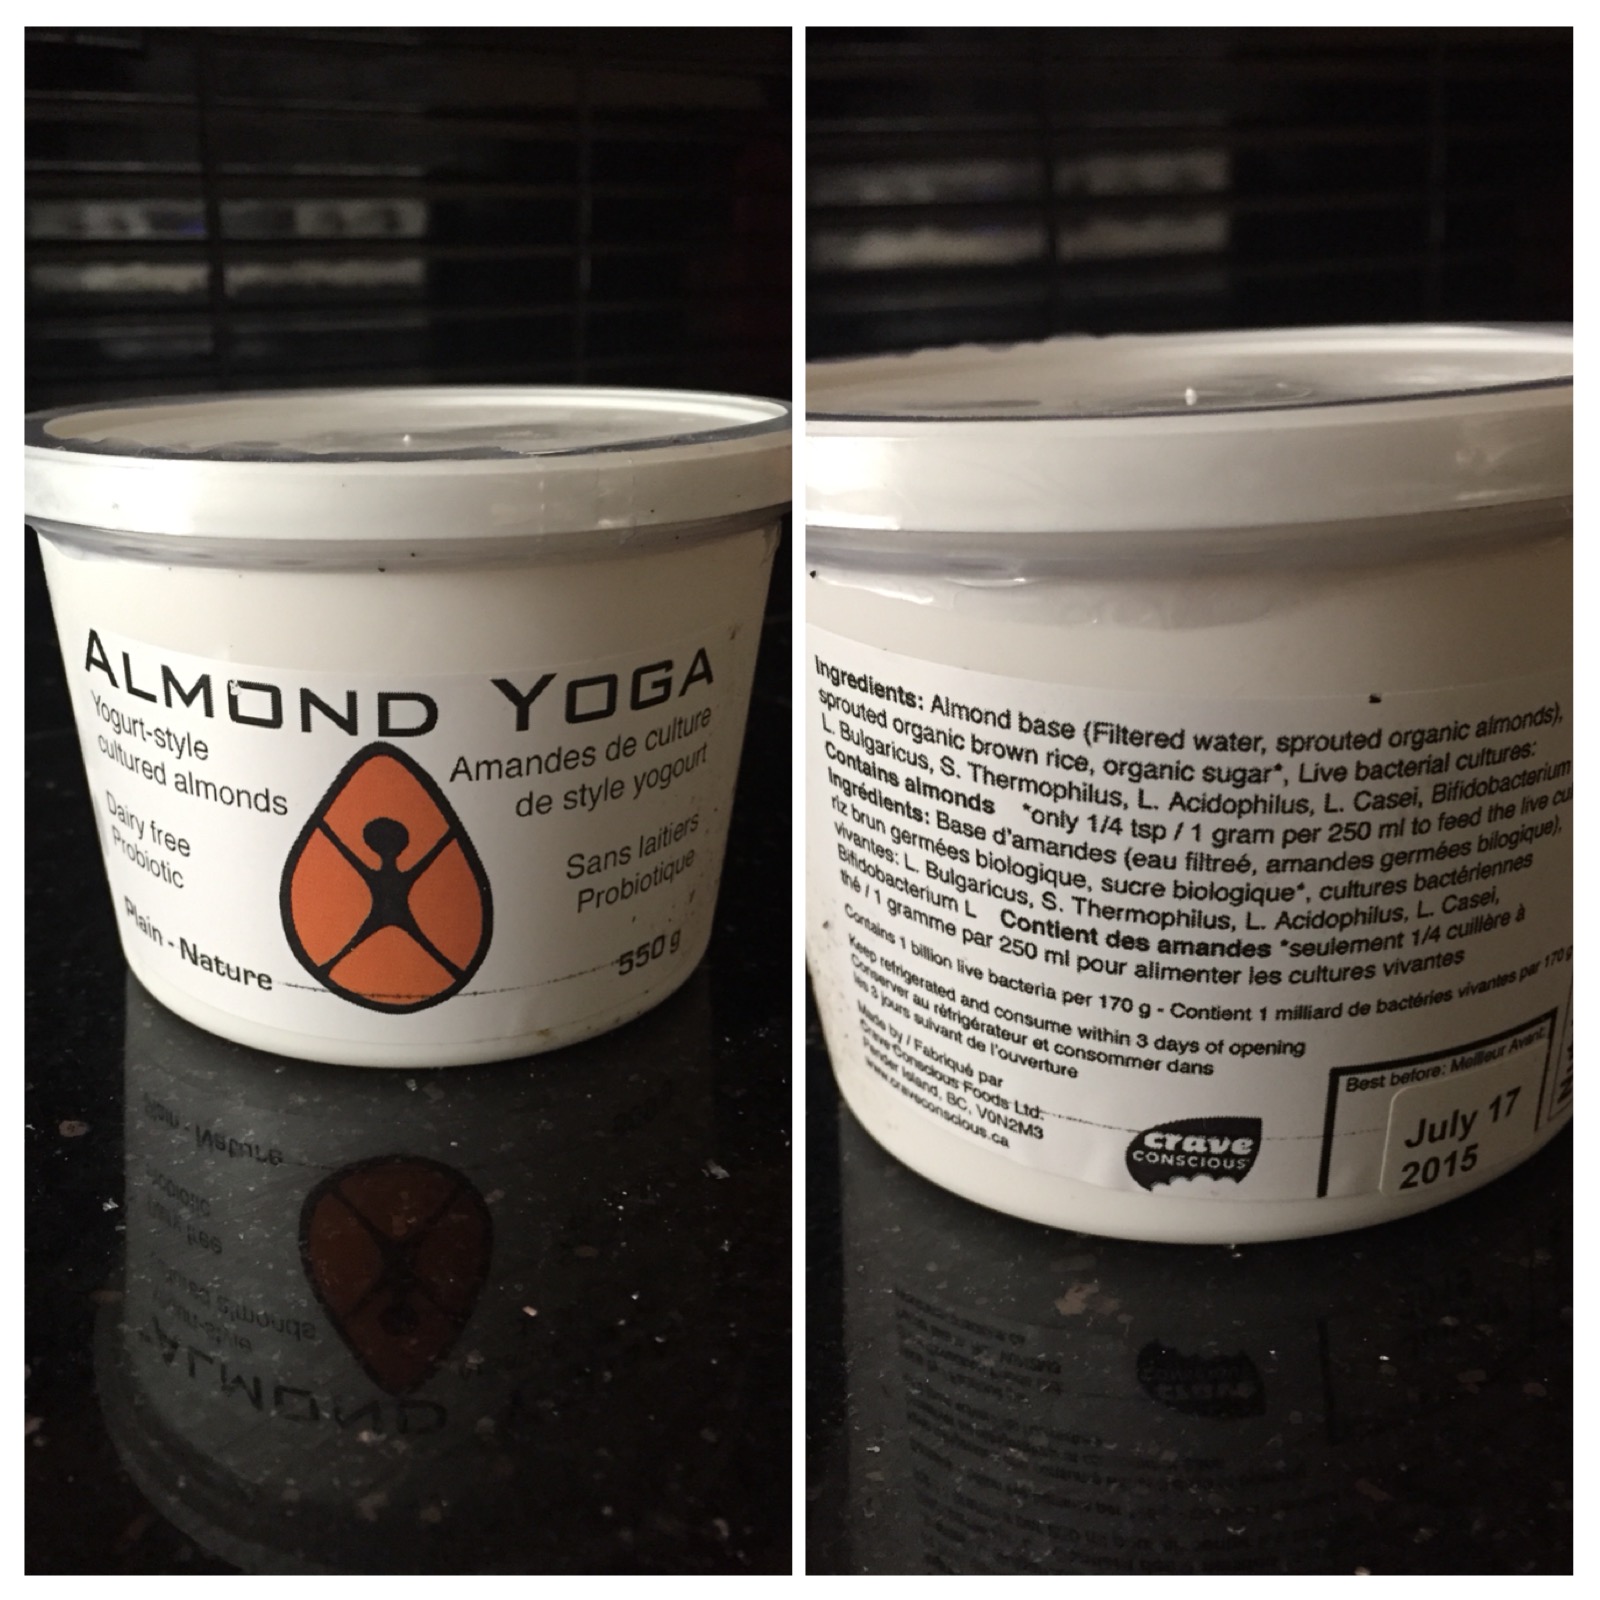 ALMOND YOGA
Yogurt-style
cultured almonds
Amandes de culture
de style yogourt
Dairy free
Probiotic
Sans laitiers
Probiotique
Plain - Nature
550 g
Ingredients: Almond base (Filtered water, sprouted organic almonds),
sprouted organic brown rice, organic sugar*, Live bacterial cultures:
L. Bulgaricus, S. Thermophilus, L. Acidophilus, L. Casei, Bifidobacterium
Contains almonds *only 1/4 tsp / 1 gram per 250 ml to feed the live
Ingrédients: Base d'amandes (eau filtreé, amandes germées bilogique),
riz brun germées biologique, sucre biologique*, cultures bactériennes
vivantes: L. Bulgaricus, S. Thermophilus, L. Acidophilus, L. Casei,
Bifidobacterium L Contient des amandes *seulement 1/4 cuillère à
thé / 1 gramme par 250 ml pour alimenter les cultures vivantes
Contains 1 billion live bacteria per 170 g - Contient 1 milliard de bactéries vivantes par 170 g
Keep refrigerated and consume within 3 days of opening
Conserver au réfrigérateur et consommer dans
les 3 jours suivant de l'ouverture
Made by / Fabriqué par
Crave Conscious Foods Ltd.
Pender Island, BC, V0N2M3
www.craveconscious.ca
crave
CONSCIOUS
Best before: Meilleur Avant:
July 17
2015